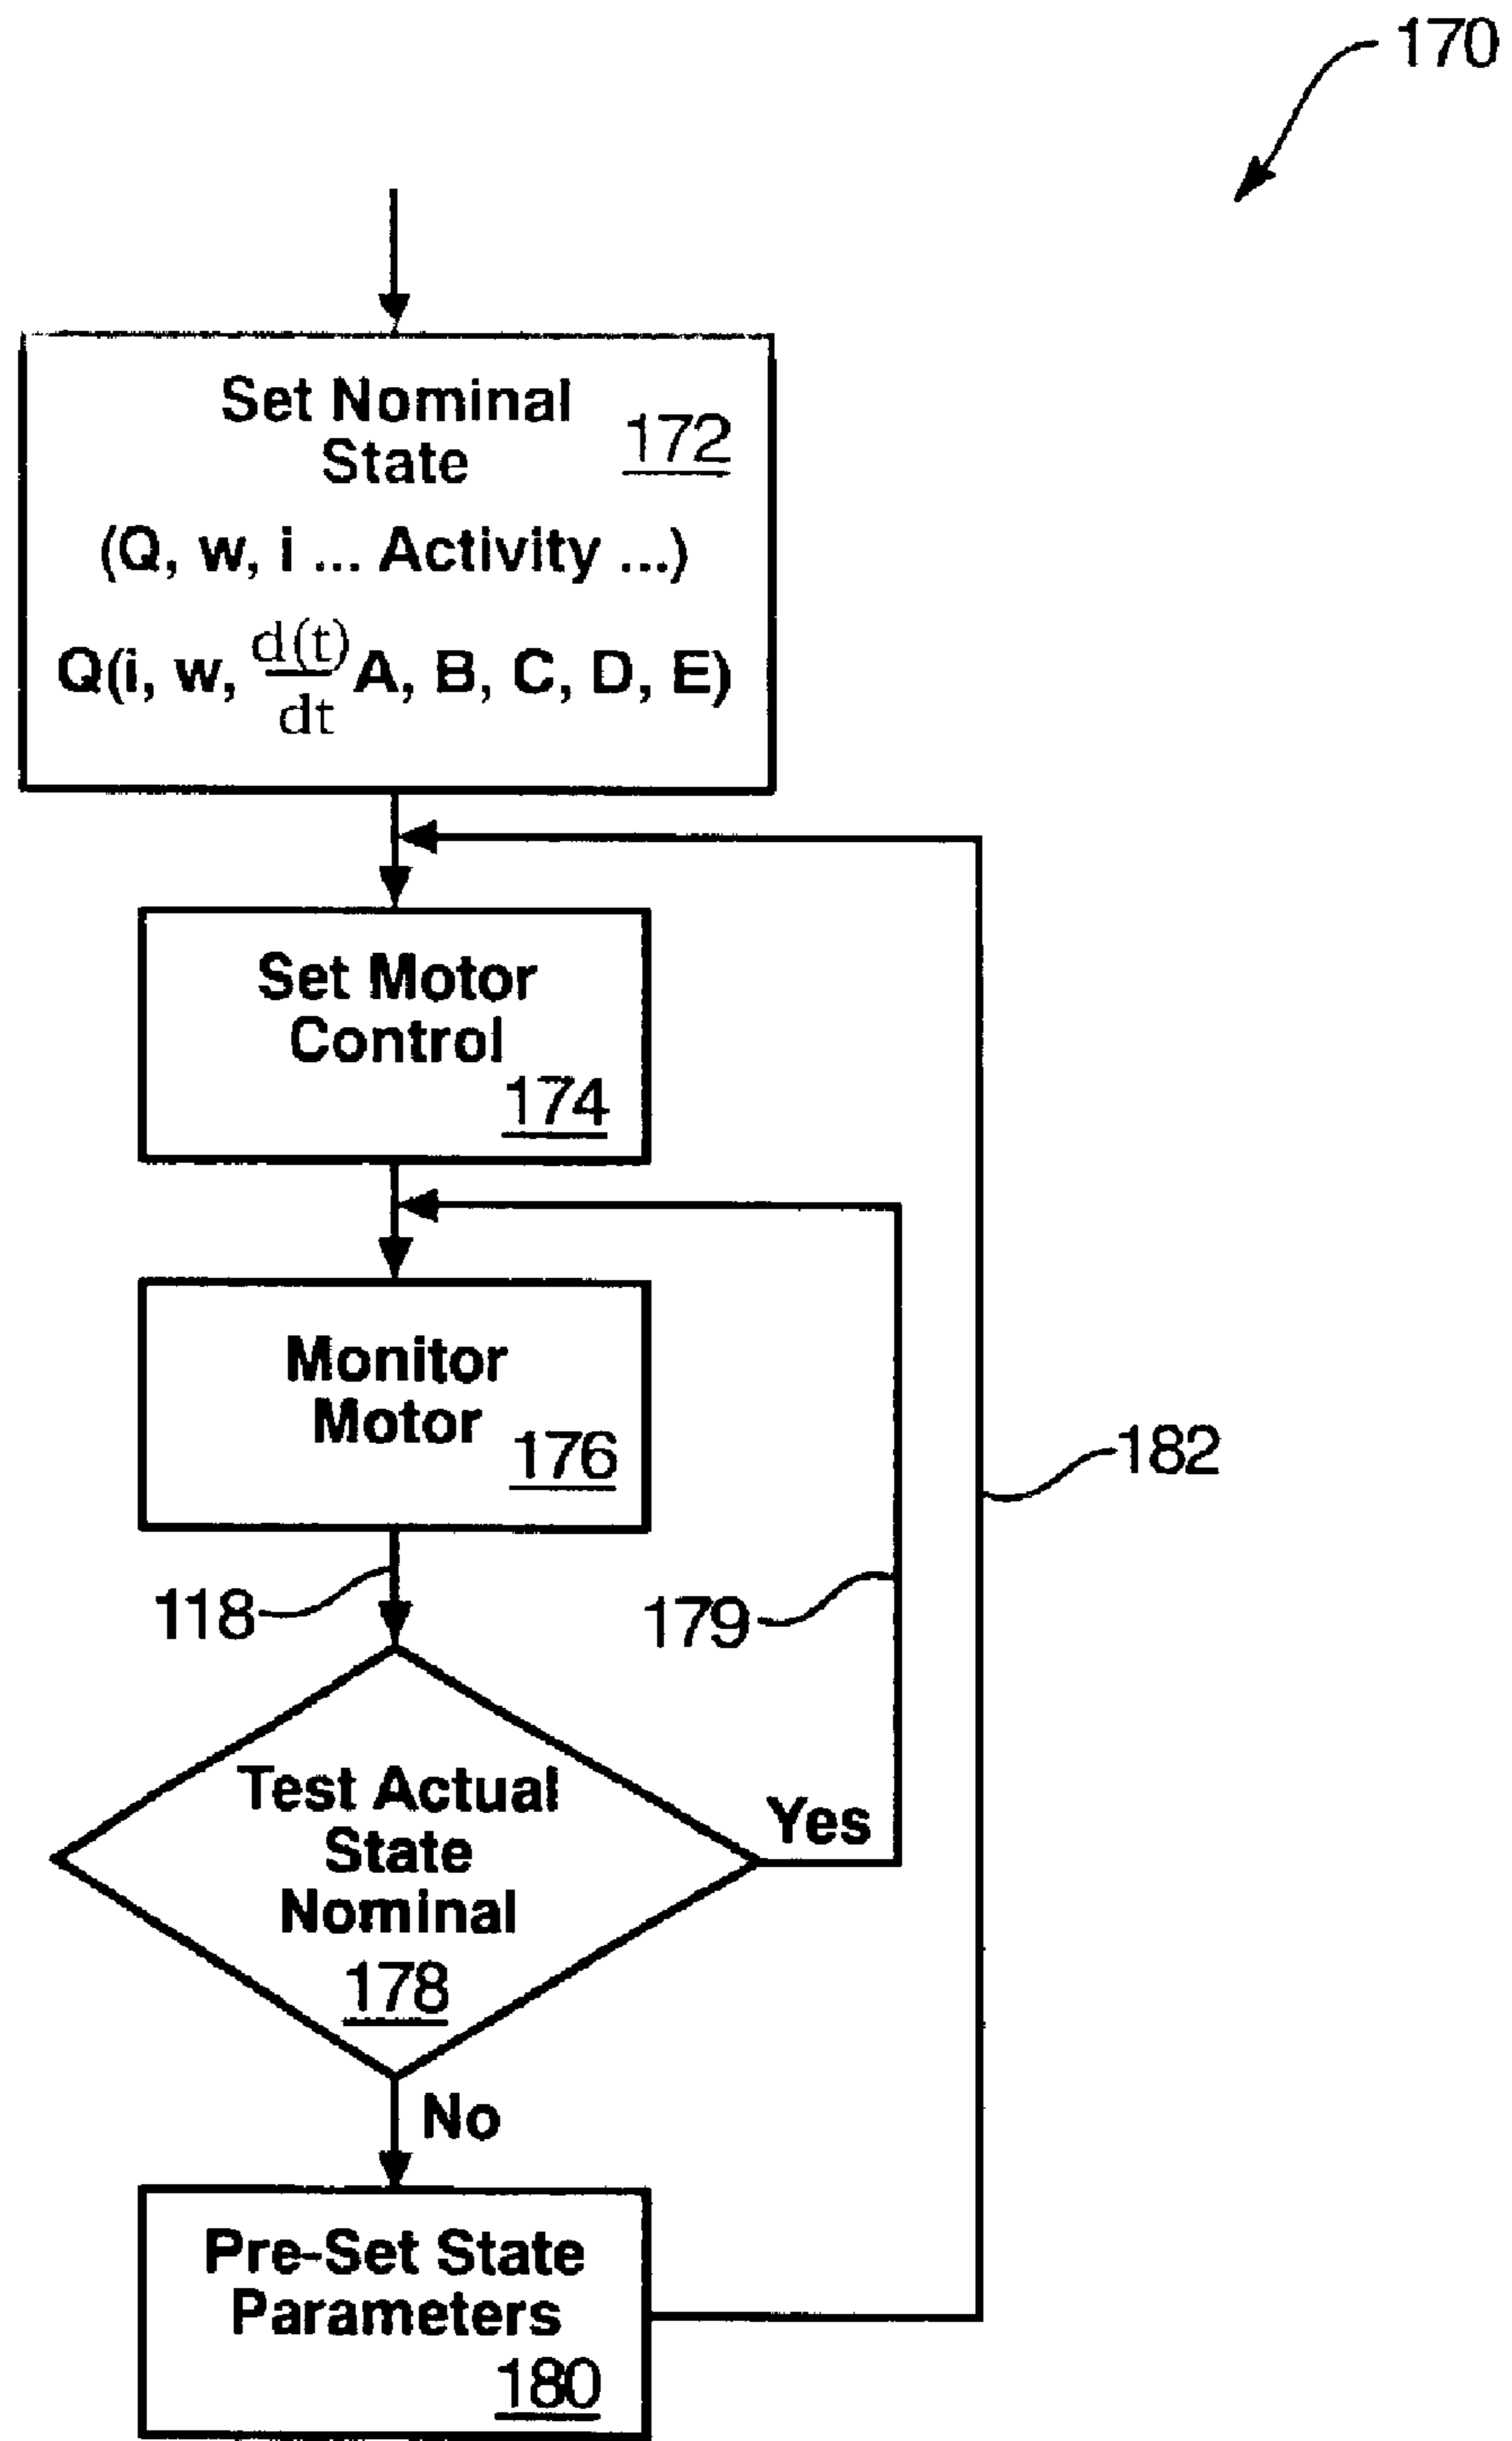 170
Set Nominal
State
172
(Q, w, i ... Activity ...)
Q(i, w, d(t)/dt A, B, C, D, E)
Set Motor
Control
174
Monitor
Motor
176
118
179
182
Test Actual
State
Nominal
178
Yes
No
Pre-Set State
Parameters
180